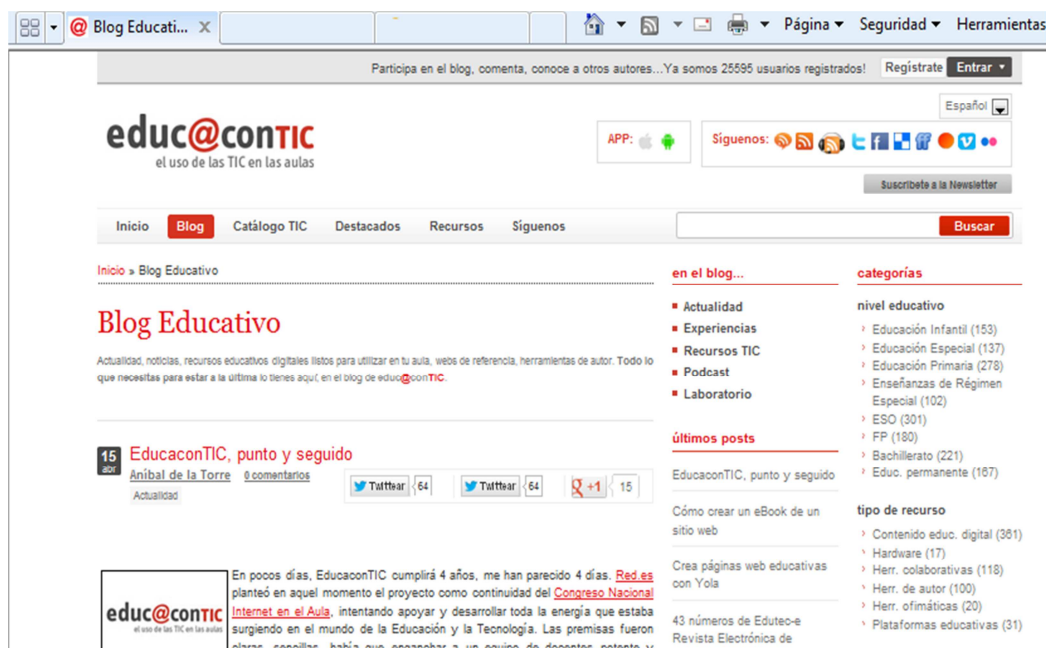 Blog Educati... X
Página
Seguridad
Herramientas
Participa en el blog, comenta, conoce a otros autores...Ya somos 25595 usuarios registrados!
Regístrate
Entrar
Español
educ@conTIC
el uso de las TIC en las aulas
APP:
Síguenos:
Suscríbete a la Newsletter
Inicio
Blog
Catálogo TIC
Destacados
Recursos
Síguenos
Buscar
Inicio » Blog Educativo
Blog Educativo
Actualidad, noticias, recursos educativos digitales listos para utilizar en tu aula, webs de referencia, herramientas de autor. Todo lo
que necesitas para estar a la última lo tienes aquí, en el blog de educ@conTIC.
15
abr
EducaconTIC, punto y seguido
Aníbal de la Torre
0 comentarios
Actualidad
Twittear 64
Twittear 64
+1 15
educ@conTIC
el uso de las TIC en las aulas
En pocos días, EducaconTIC cumplirá 4 años, me han parecido 4 días. Red.es
planteó en aquel momento el proyecto como continuidad del Congreso Nacional
Internet en el Aula, intentando apoyar y desarrollar toda la energía que estaba
surgiendo en el mundo de la Educación y la Tecnología. Las premisas fueron
claras, sencillas, había que enganchar a un equipo de docentes potente y
en el blog...
Actualidad
Experiencias
Recursos TIC
Podcast
Laboratorio
últimos posts
EducaconTIC, punto y seguido
Cómo crear un eBook de un
sitio web
Crea páginas web educativas
con Yola
43 números de Edutec-e
Revista Electrónica de
categorías
nivel educativo
Educación Infantil (153)
Educación Especial (137)
Educación Primaria (278)
Enseñanzas de Régimen
Especial (102)
ESO (301)
FP (180)
Bachillerato (221)
Educ. permanente (167)
tipo de recurso
Contenido educ. digital (361)
Hardware (17)
Herr. colaborativas (118)
Herr. de autor (100)
Herr. ofimáticas (20)
Plataformas educativas (31)